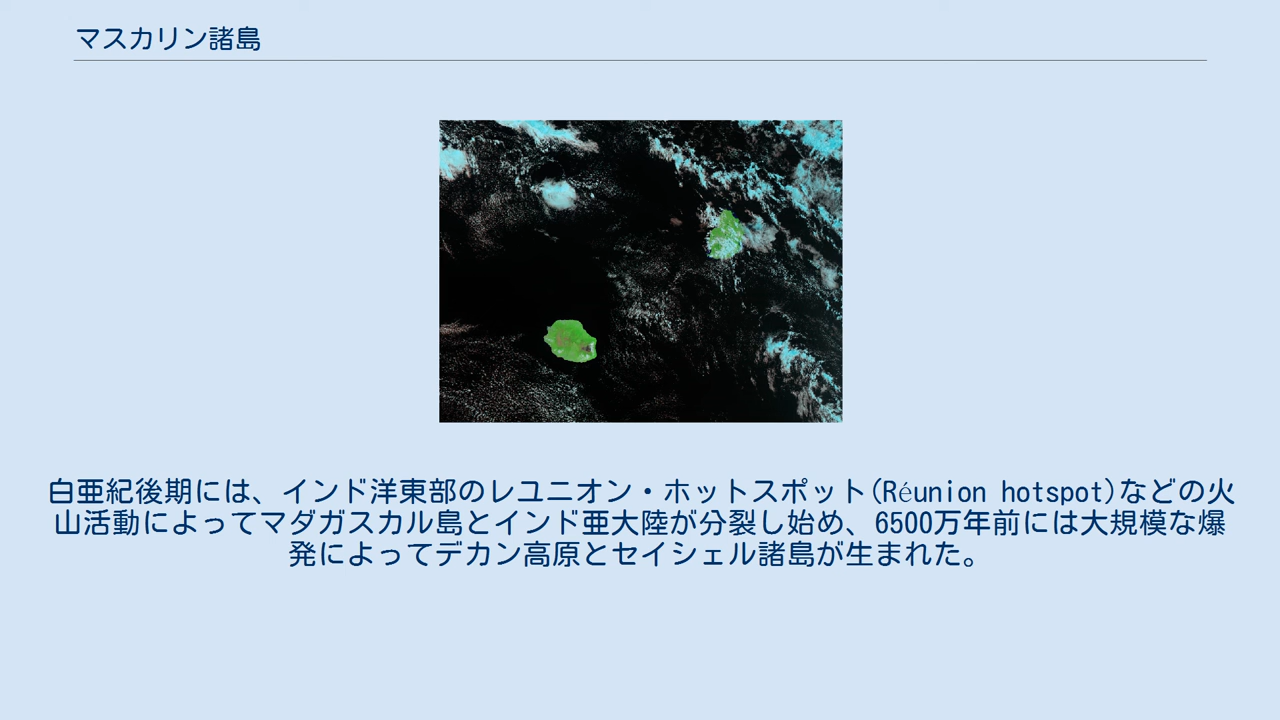 マスカリン諸島
白亜紀後期には、インド洋東部のレユニオン・ホットスポット(Réunion hotspot)などの火
山活動によってマダガスカル島とインド亜大陸が分裂し始め、6500万年前には大規模な爆
発によってデカン高原とセイシェル諸島が生まれた。